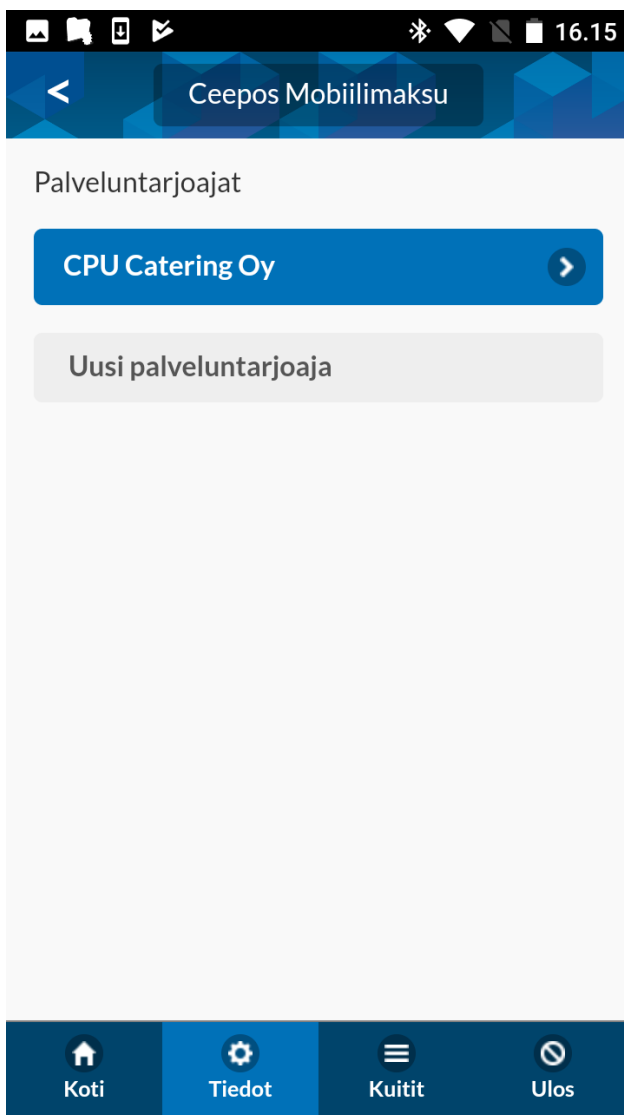 16.15
< Ceepos Mobiilimaksu
Palveluntarjoajat
CPU Catering Oy
Uusi palveluntarjoaja
Koti Tiedot Kuitit Ulos